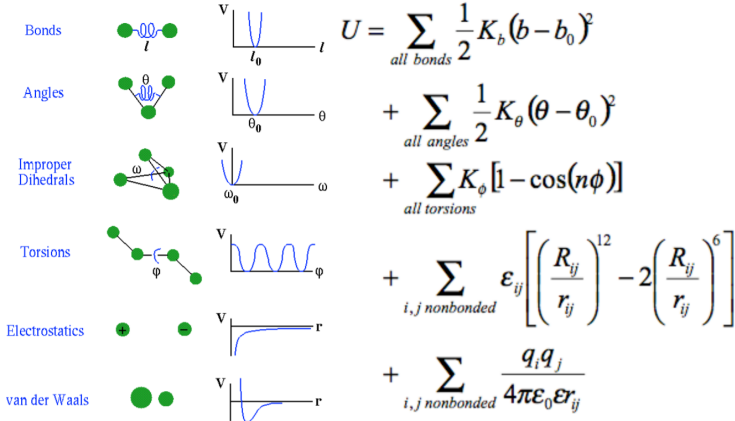 Bonds
l
V
l₀
l
Angles
θ
V
θ₀
θ
Improper
Dihedrals
ω
V
ω₀
ω
Torsions
φ
V
φ
Electrostatics
+
−
V
r
van der Waals
V
r
U = ∑ 1/2 K_b (b − b₀)²
all bonds
+ ∑ 1/2 K_θ (θ − θ₀)²
all angles
+ ∑ K_ϕ [1 − cos(nϕ)]
all torsions
+ ∑ ε_ij [(R_ij/r_ij)¹² − 2(R_ij/r_ij)⁶]
i, j nonbonded
+ ∑ q_i q_j / 4πε₀εr_ij
i, j nonbonded